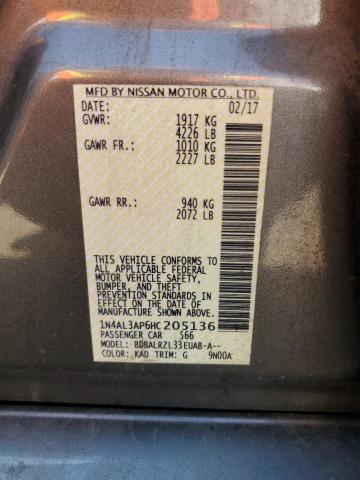 MFD BY NISSAN MOTOR CO., LTD.
DATE: 02/17
GVWR: 1917 KG
4226 LB
GAWR FR.: 1010 KG
2227 LB
GAWR RR.: 940 KG
2072 LB
THIS VEHICLE CONFORMS TO
ALL APPLICABLE U.S. FEDERAL
MOTOR VEHICLE SAFETY,
BUMPER, AND THEFT
PREVENTION STANDARDS IN
EFFECT ON THE DATE OF
MANUFACTURE SHOWN ABOVE.
1N4AL3AP6HC205136
PASSENGER CAR 566
MODEL: BDBALRZL33EUAB-A--
COLOR: KAD TRIM: G 9N00A